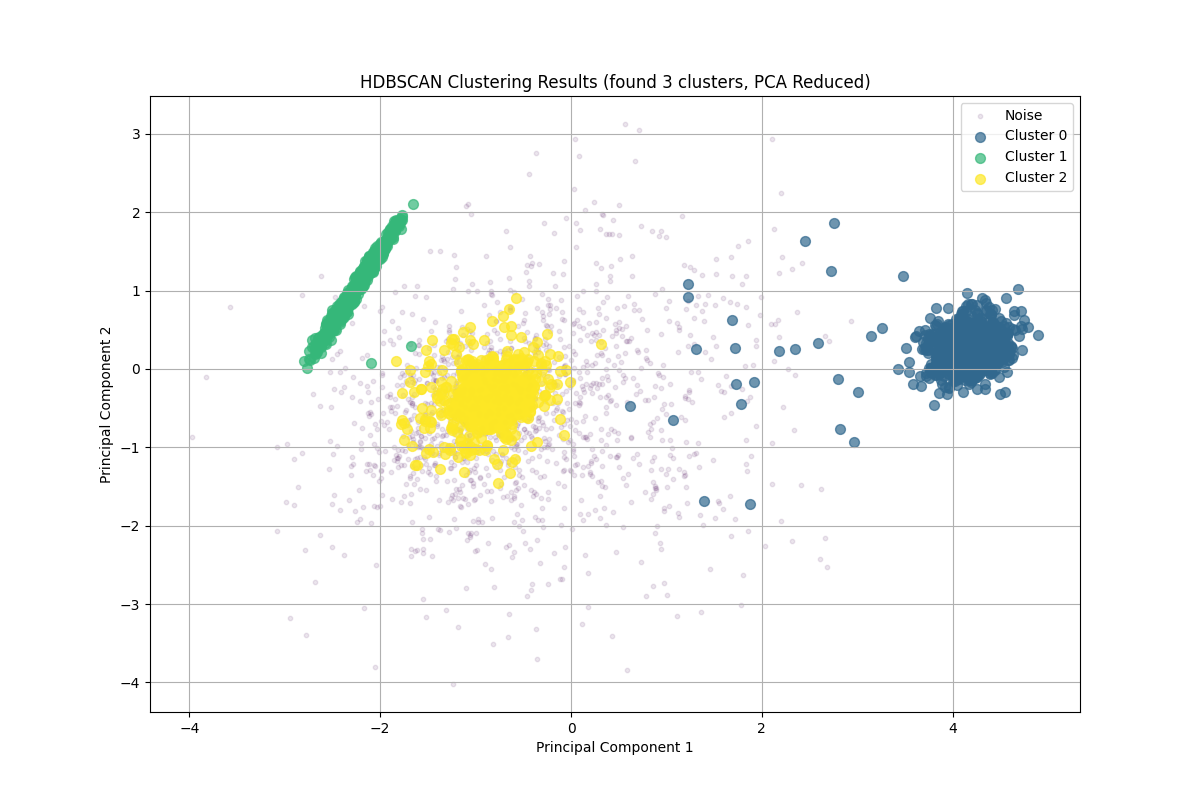 HDBSCAN Clustering Results (found 3 clusters, PCA Reduced)
Noise
Cluster 0
Cluster 1
Cluster 2
3
2
1
0
−1
−2
−3
−4
Principal Component 2
−4
−2
0
2
4
Principal Component 1